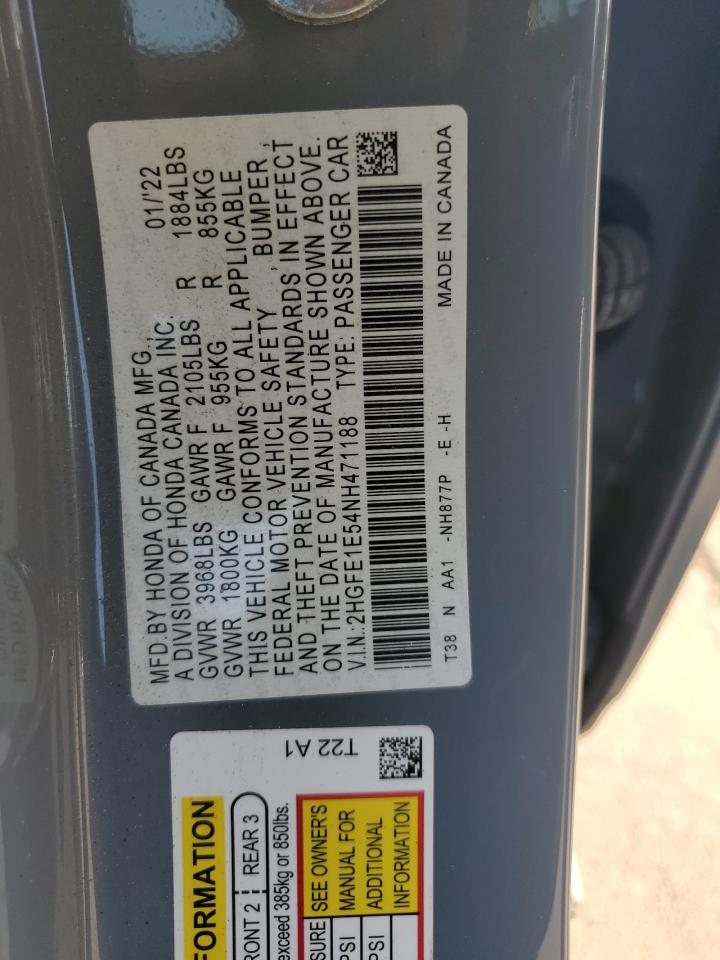 MFD.BY HONDA OF CANADA MFG., 01/'22
A DIVISION OF HONDA CANADA INC.
GVWR 3968LBS GAWR F 2105LBS R 1884LBS
GVWR 1800KG GAWR F 955KG R 855KG
THIS VEHICLE CONFORMS TO ALL APPLICABLE
FEDERAL MOTOR VEHICLE SAFETY , BUMPER ,
AND THEFT PREVENTION STANDARDS IN EFFECT
ON THE DATE OF MANUFACTURE SHOWN ABOVE.
V.I.N.:2HGFE1E54NH471188 TYPE: PASSENGER CAR
T38 N AA1 -NH877P -E -H MADE IN CANADA
T22 A1
FORMATION
RONT 2 REAR 3
exceed 385kg or 850lbs.
SURE SEE OWNER'S
PSI MANUAL FOR
PSI ADDITIONAL
INFORMATION